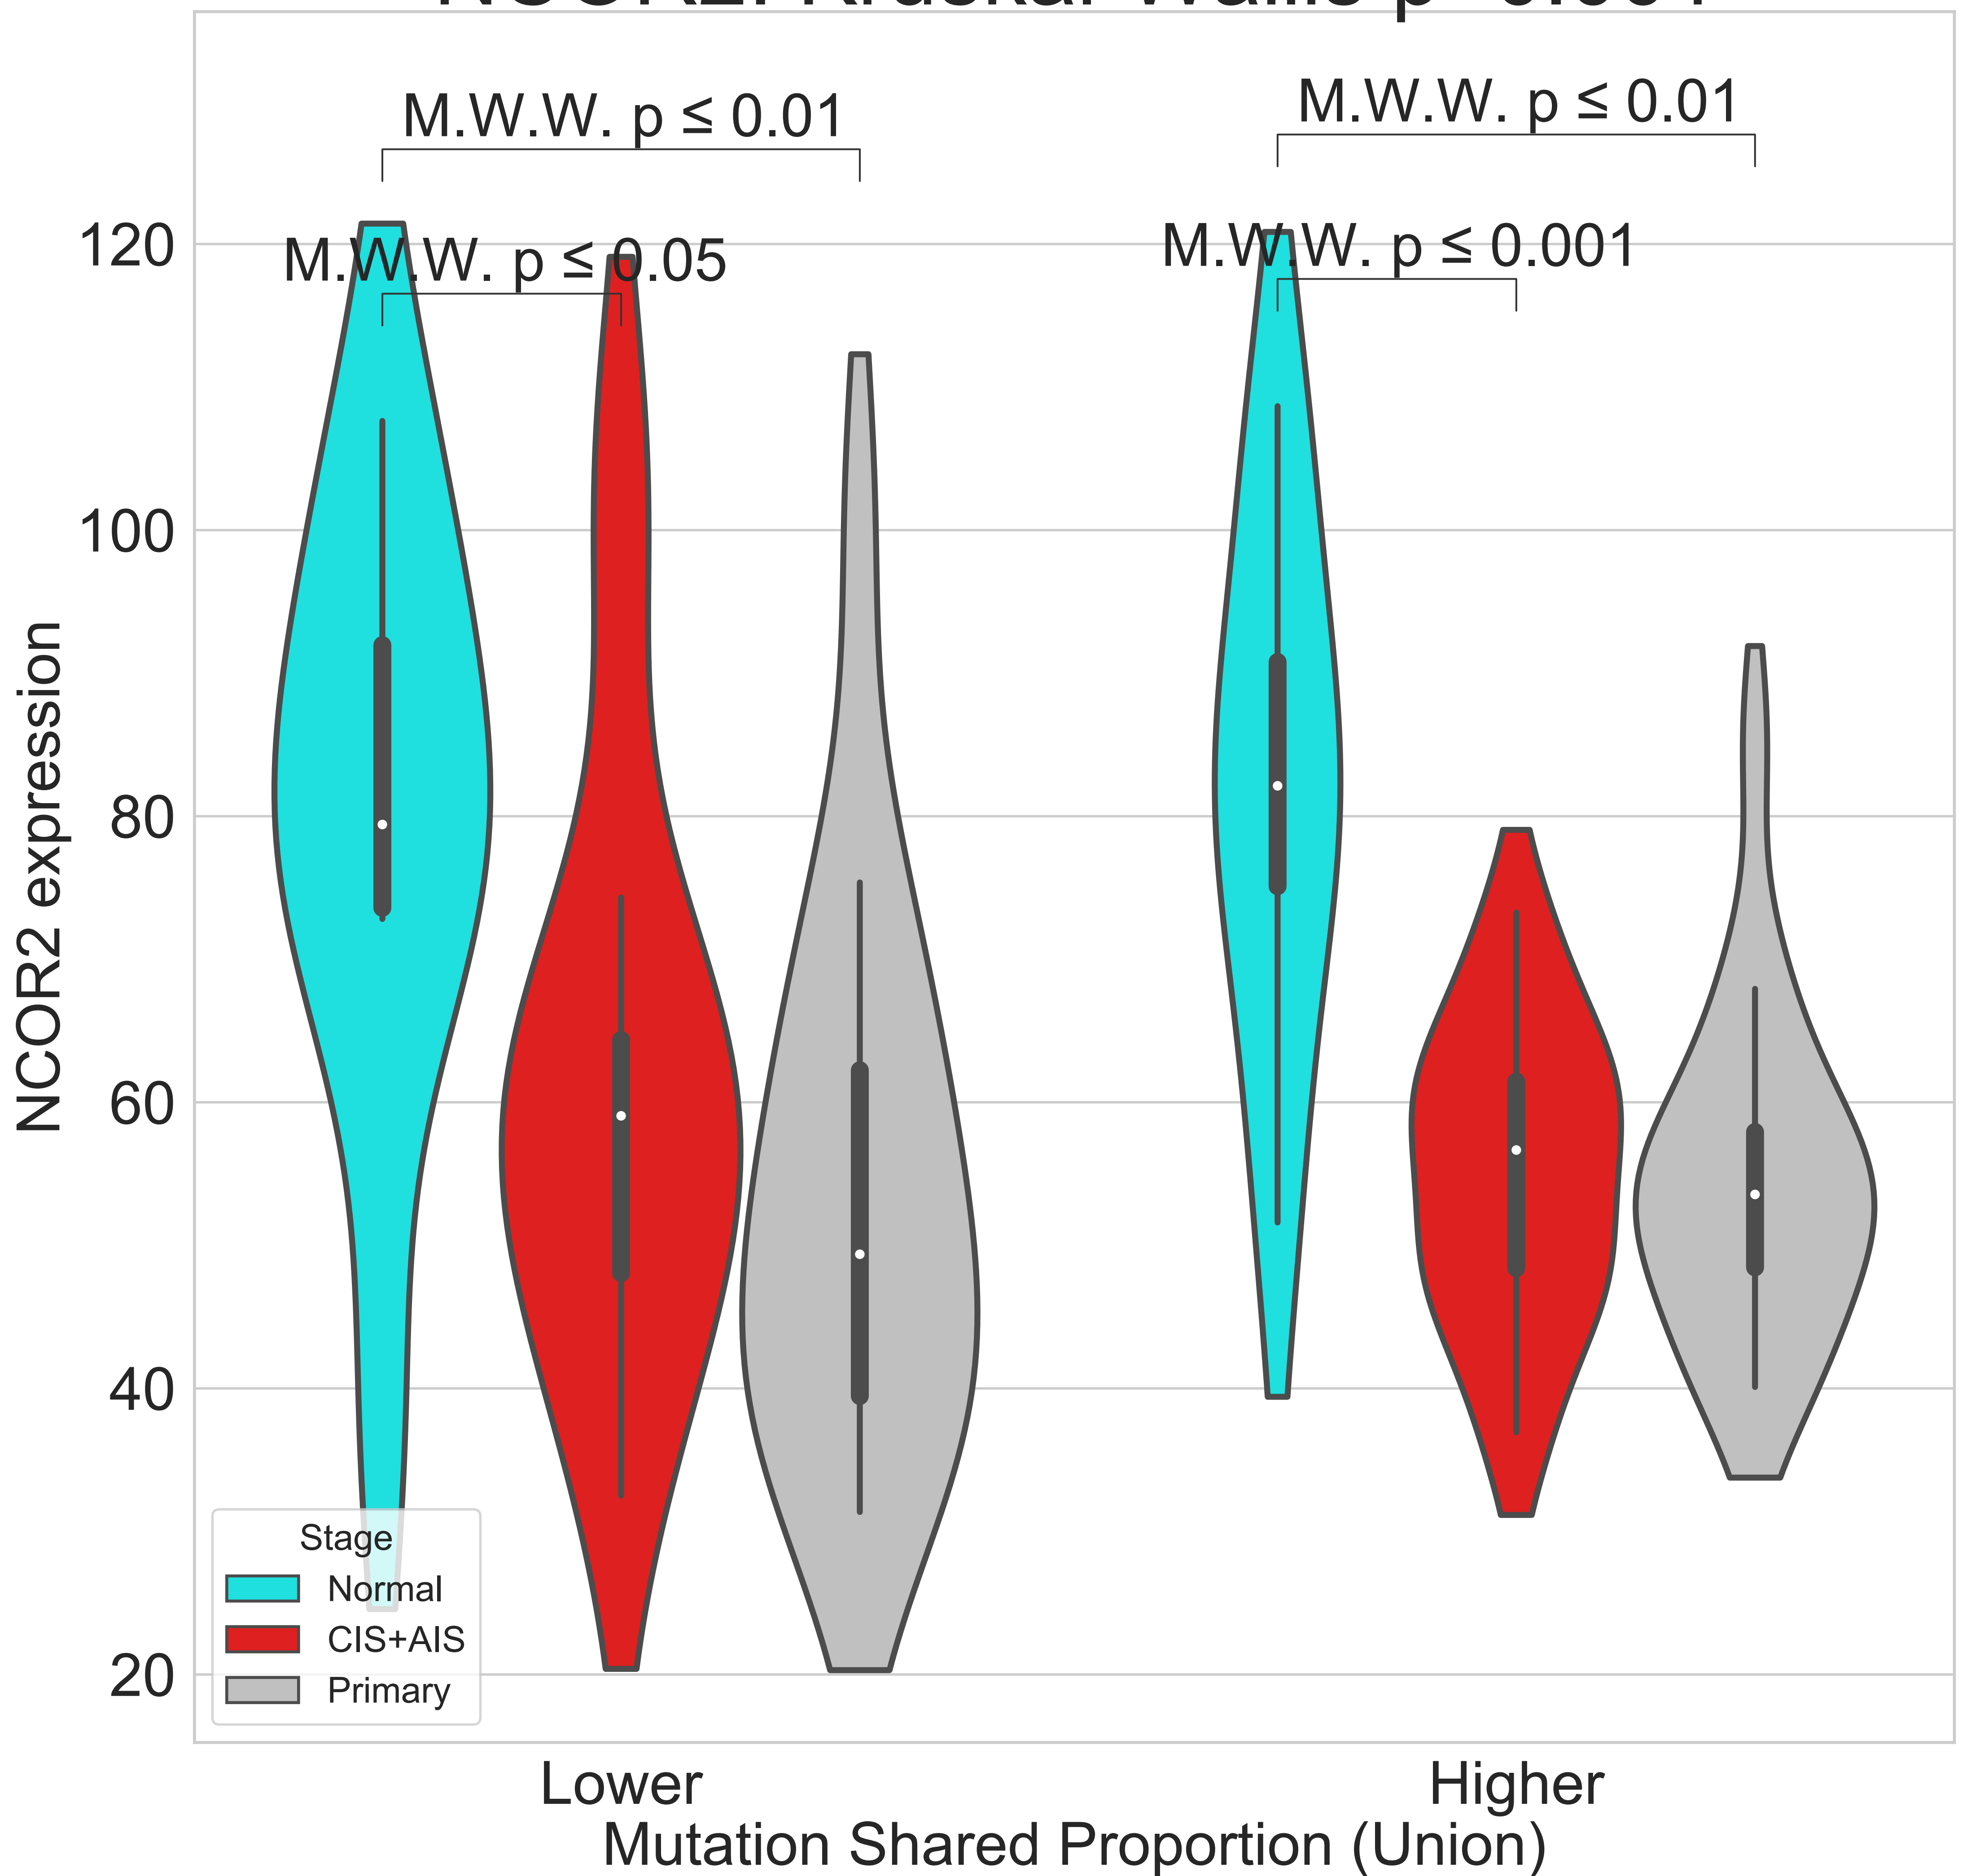 M.W.W. p ≤ 0.01
M.W.W. p ≤ 0.01
M.W.W. p ≤ 0.05
M.W.W. p ≤ 0.001
120
100
80
60
40
20
NCOR2 expression
Stage
Normal
CIS+AIS
Primary
Lower
Higher
Mutation Shared Proportion (Union)